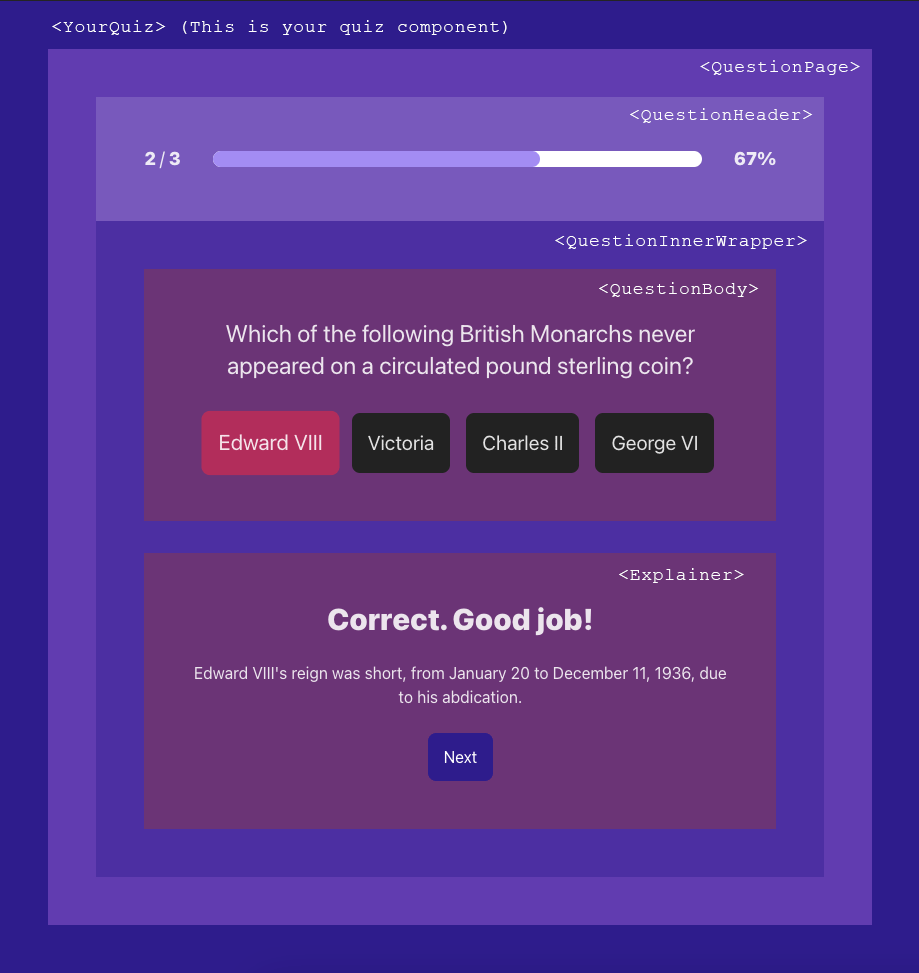 <YourQuiz> (This is your quiz component)
<QuestionPage>
<QuestionHeader>
2 / 3 67%
<QuestionInnerWrapper>
<QuestionBody>
Which of the following British Monarchs never
appeared on a circulated pound sterling coin?
Edward VIII Victoria Charles II George VI
<Explainer>
Correct. Good job!
Edward VIII's reign was short, from January 20 to December 11, 1936, due
to his abdication.
Next